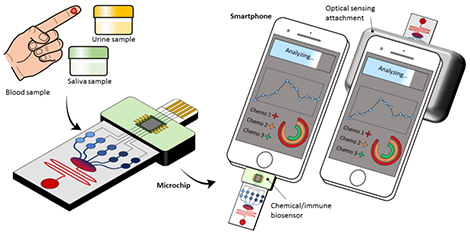 Smartphone
Optical sensing
attachment
Urine sample
Saliva sample
Blood sample
Microchip
Analyzing...
Chemo 1
Chemo 2
Chemo 3
Analyzing...
Chemo 1
Chemo 2
Chemo 3
Chemical/immune
biosensor